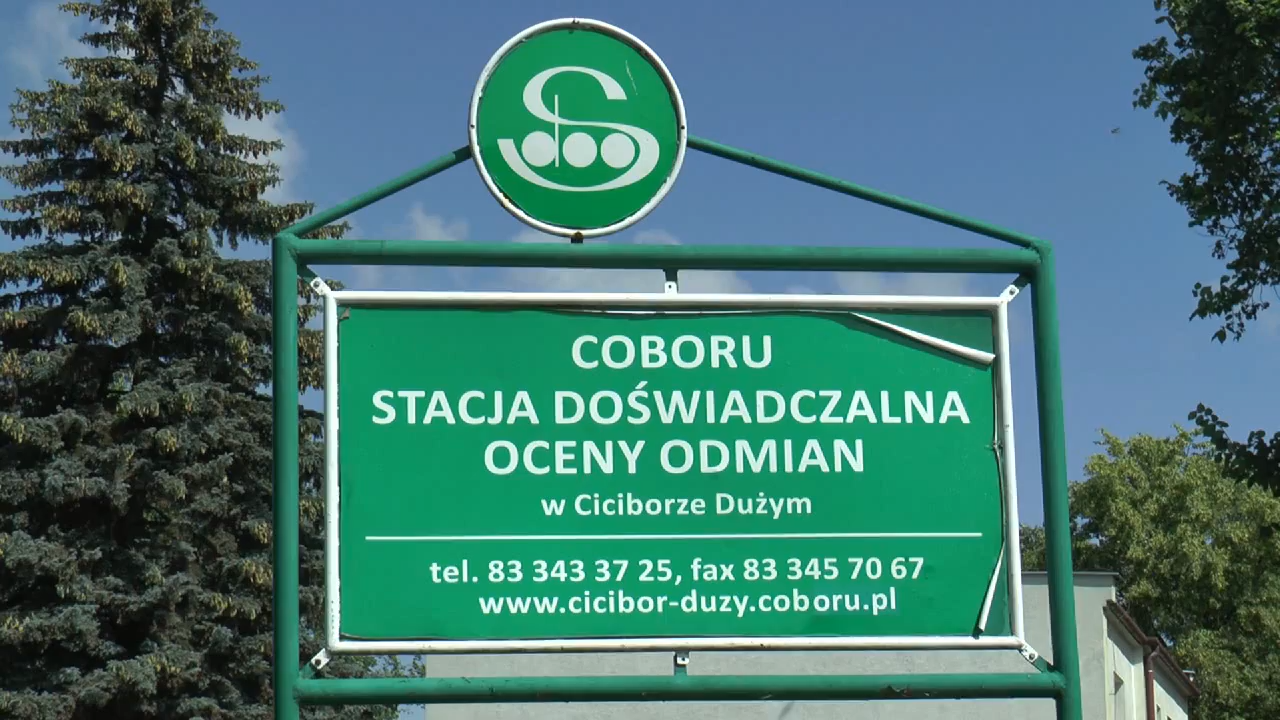 COBORU
STACJA DOŚWIADCZALNA
OCENY ODMIAN
w Ciciborze Dużym
tel. 83 343 37 25, fax 83 345 70 67
www.cicibor-duzy.coboru.pl